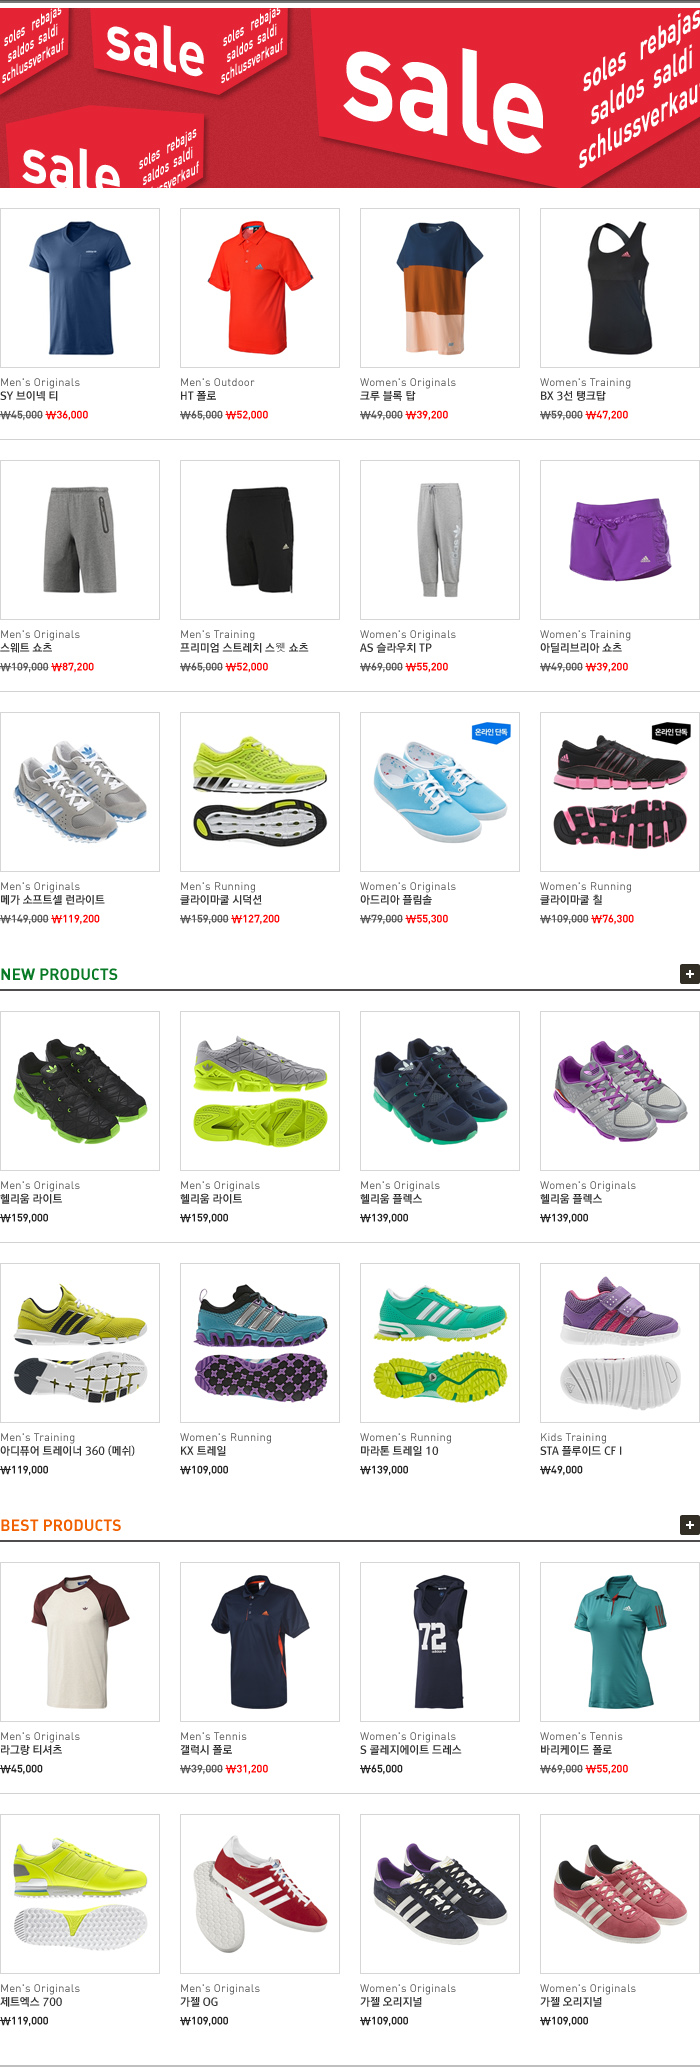 soles rebajas
saldos saldi
schlussverkauf
sale
soles rebajas
saldos saldi
schlussverkauf
sale
soles rebajas
saldos saldi
schlussverkauf
sale
soles rebajas
saldos saldi
schlussverkauf
Men's Originals
SY 브이넥 티
₩45,000 ₩36,000
Men's Outdoor
HT 폴로
₩65,000 ₩52,000
Women's Originals
크루 블록 탑
₩49,000 ₩39,200
Women's Training
BX 3선 탱크탑
₩59,000 ₩47,200
Men's Originals
스웨트 쇼츠
₩109,000 ₩87,200
Men's Training
프리미엄 스트레치 스웻 쇼츠
₩65,000 ₩52,000
Women's Originals
AS 슬라우치 TP
₩69,000 ₩55,200
Women's Training
아딜리브리아 쇼츠
₩49,000 ₩39,200
Men's Originals
메가 소프트셀 런라이트
₩149,000 ₩119,200
Men's Running
클라이마쿨 시덕션
₩159,000 ₩127,200
온라인 단독
Women's Originals
아드리아 플림솔
₩79,000 ₩55,300
온라인 단독
Women's Running
클라이마쿨 칠
₩109,000 ₩76,300
NEW PRODUCTS
+
Men's Originals
헬리움 라이트
₩159,000
Men's Originals
헬리움 라이트
₩159,000
Men's Originals
헬리움 플렉스
₩139,000
Women's Originals
헬리움 플렉스
₩139,000
Men's Training
아디퓨어 트레이너 360 (메쉬)
₩119,000
Women's Running
KX 트레일
₩109,000
Women's Running
마라톤 트레일 10
₩139,000
Kids Training
STA 플루이드 CF I
₩49,000
BEST PRODUCTS
+
Men's Originals
라그랑 티셔츠
₩45,000
Men's Tennis
갤럭시 폴로
₩39,000 ₩31,200
72
Women's Originals
S 콜레지에이트 드레스
₩65,000
Women's Tennis
바리케이드 폴로
₩69,000 ₩55,200
Men's Originals
제트엑스 700
₩119,000
Men's Originals
가젤 OG
₩109,000
Women's Originals
가젤 오리지널
₩109,000
Women's Originals
가젤 오리지널
₩109,000